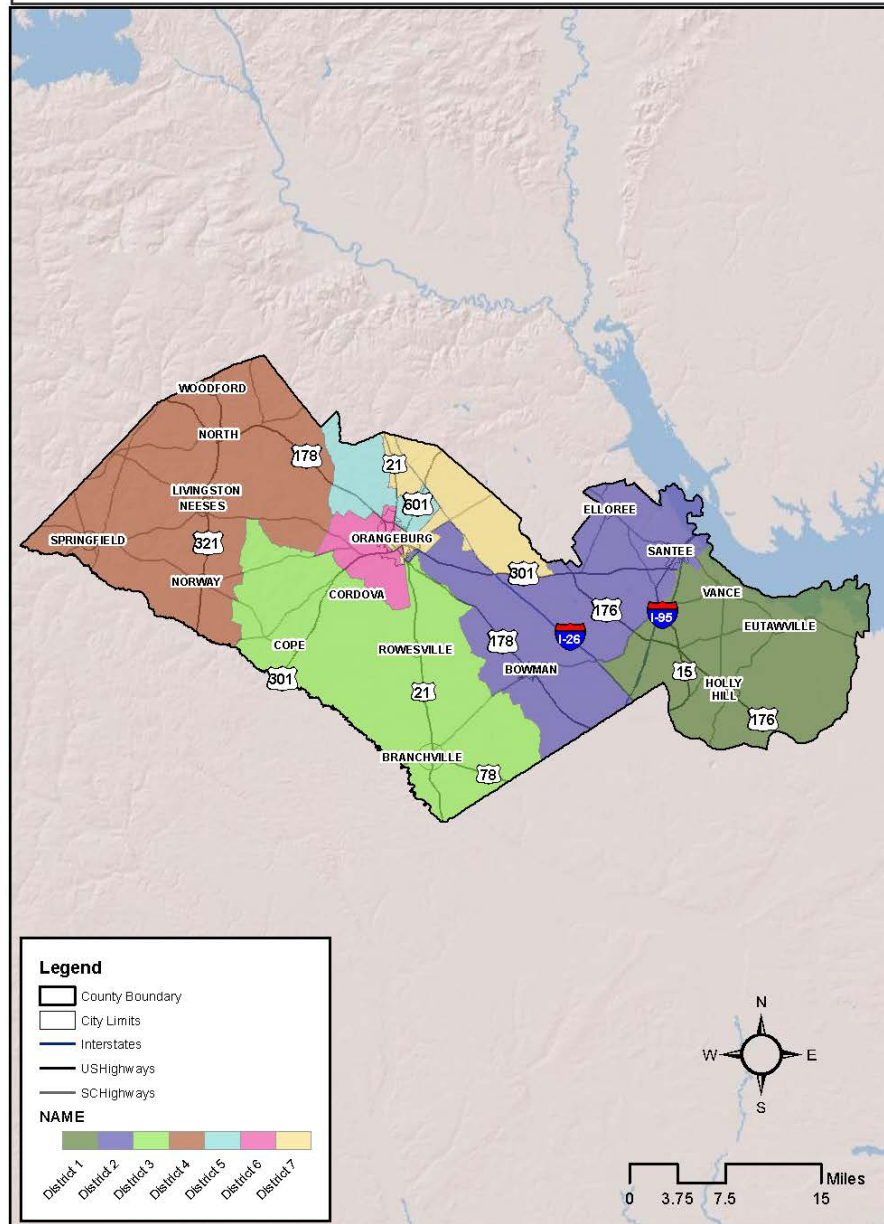 WOODFORD
NORTH
178
21
LIVINGSTON
NEESES
601
ELLOREE
SPRINGFIELD
321
ORANGEBURG
SANTEE
301
NORWAY
CORDOVA
VANCE
176
I-95
EUTAWVILLE
COPE
ROWESVILLE
178
I-26
BOWMAN
15
HOLLY
HILL
301
21
176
BRANCHVILLE
78
Legend
County Boundary
City Limits
Interstates
USHighways
SCHighways
NAME
District 1
District 2
District 3
District 4
District 5
District 6
District 7
N
W E
S
Miles
0 3.75 7.5 15